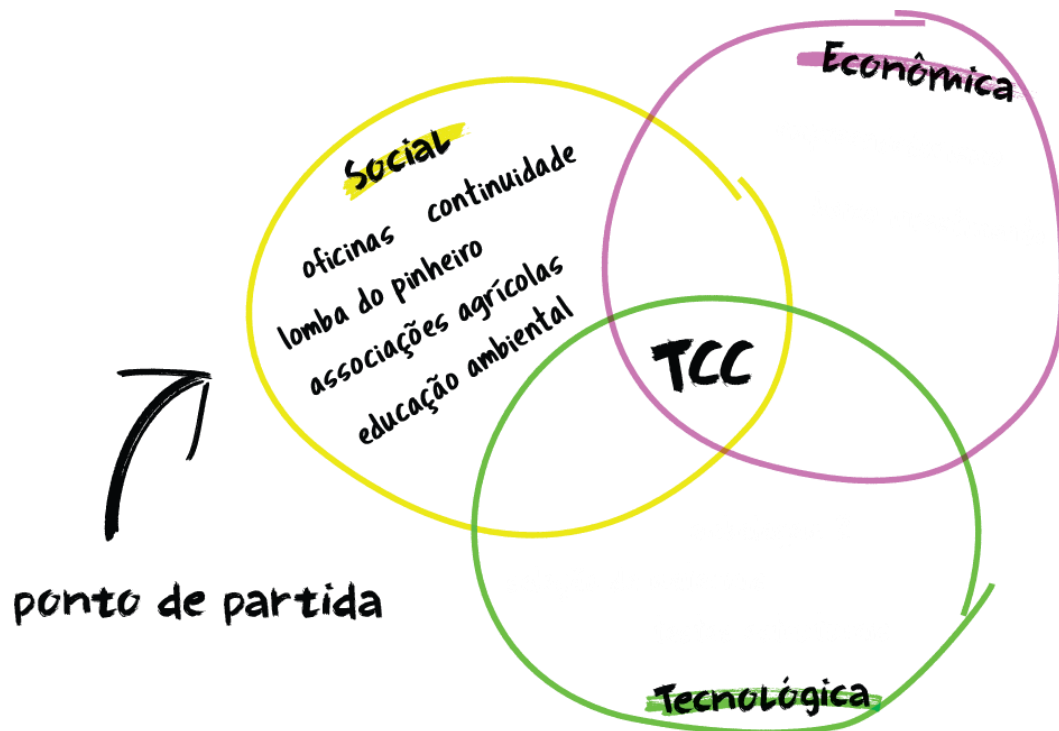 Econômica
Social
oficinas continuidade
lomba do pinheiro
associações agrícolas
educação ambiental
TCC
ponto de partida
Tecnológica